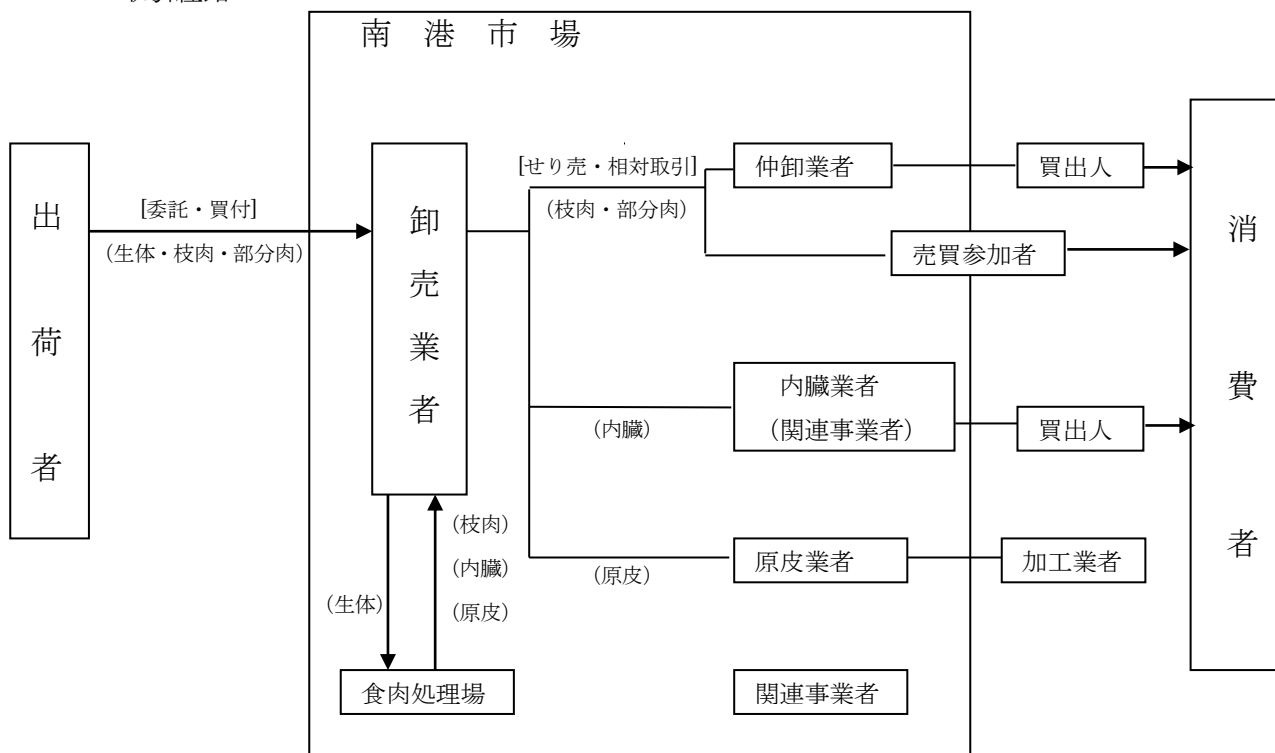 南港市場
出荷者
[委託・買付]
(生体・枝肉・部分肉)
卸売業者
[せり売・相対取引]
(枝肉・部分肉)
仲卸業者
買出人
売買参加者
消費者
(内臓)
内臓業者
(関連事業者)
買出人
(原皮)
原皮業者
加工業者
(生体)
(枝肉)
(内臓)
(原皮)
食肉処理場
関連事業者